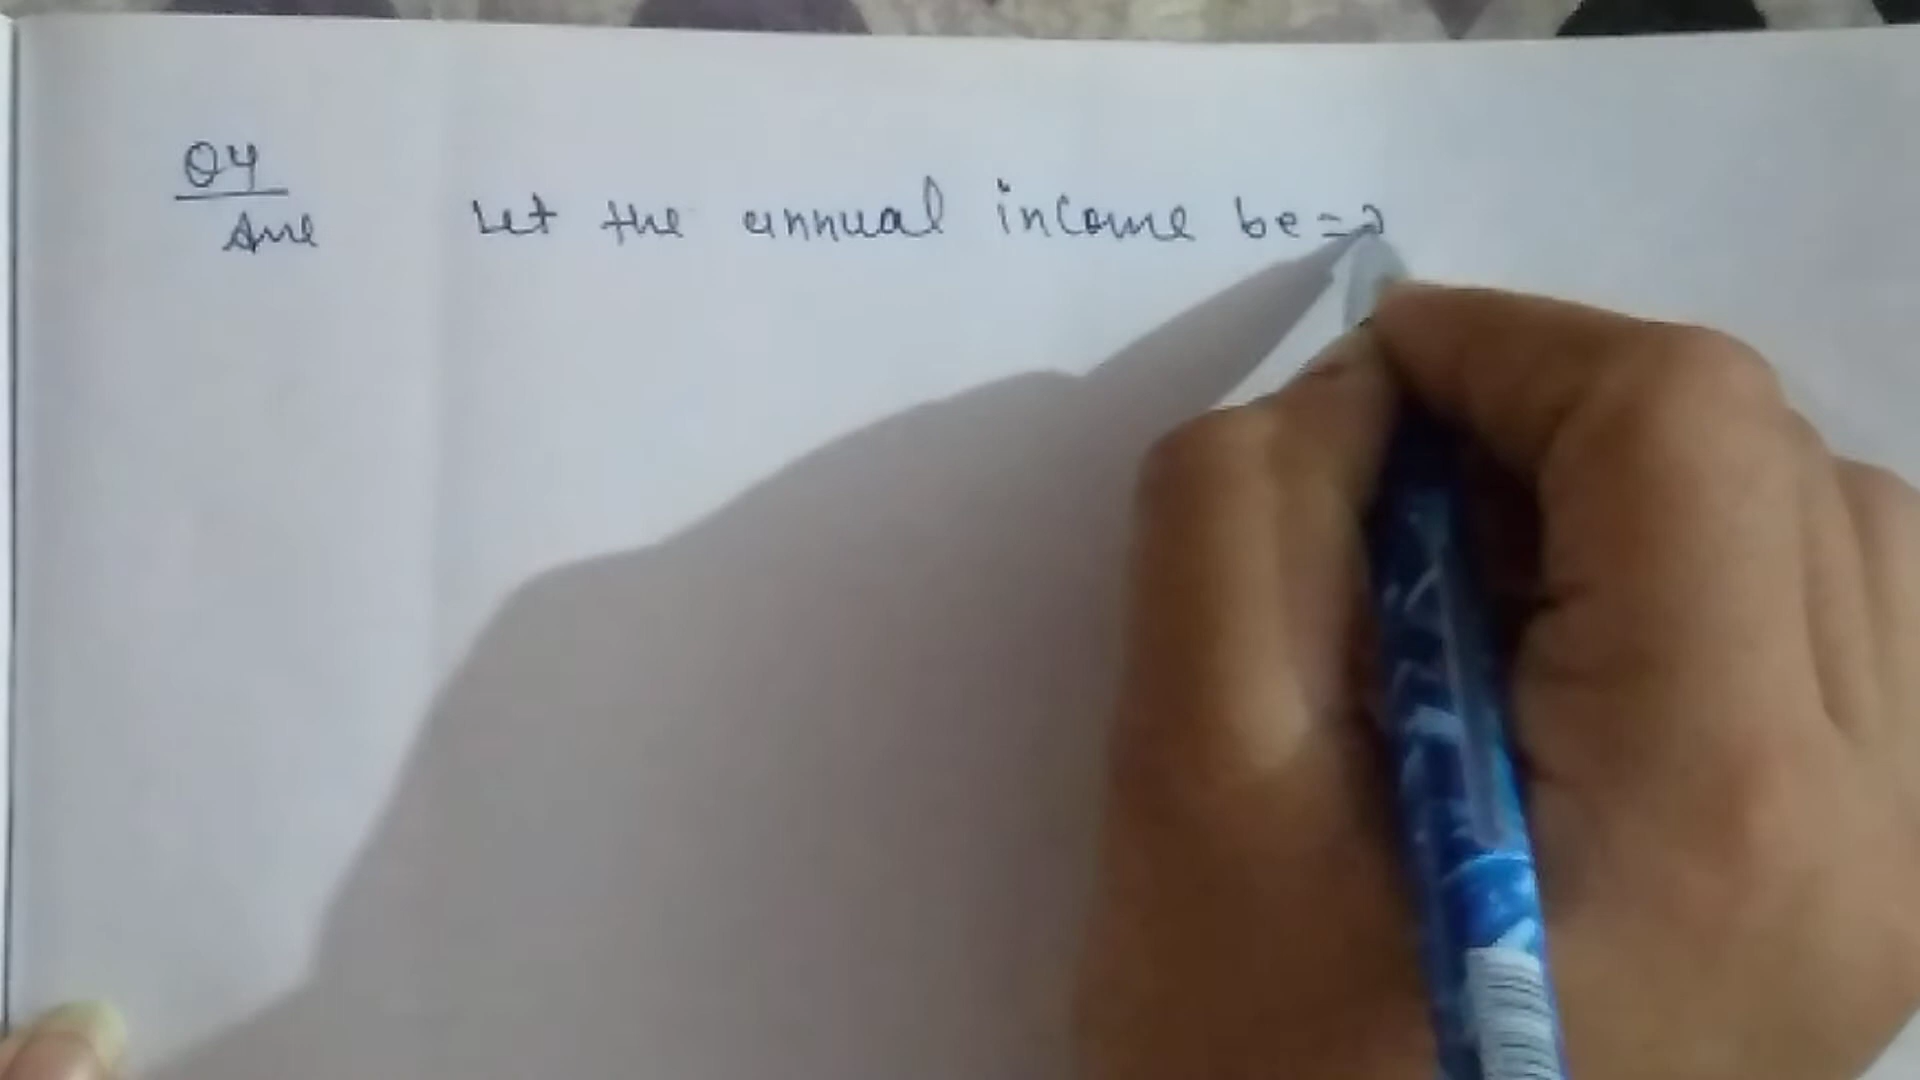 Q4
Ans Let the annual income be =